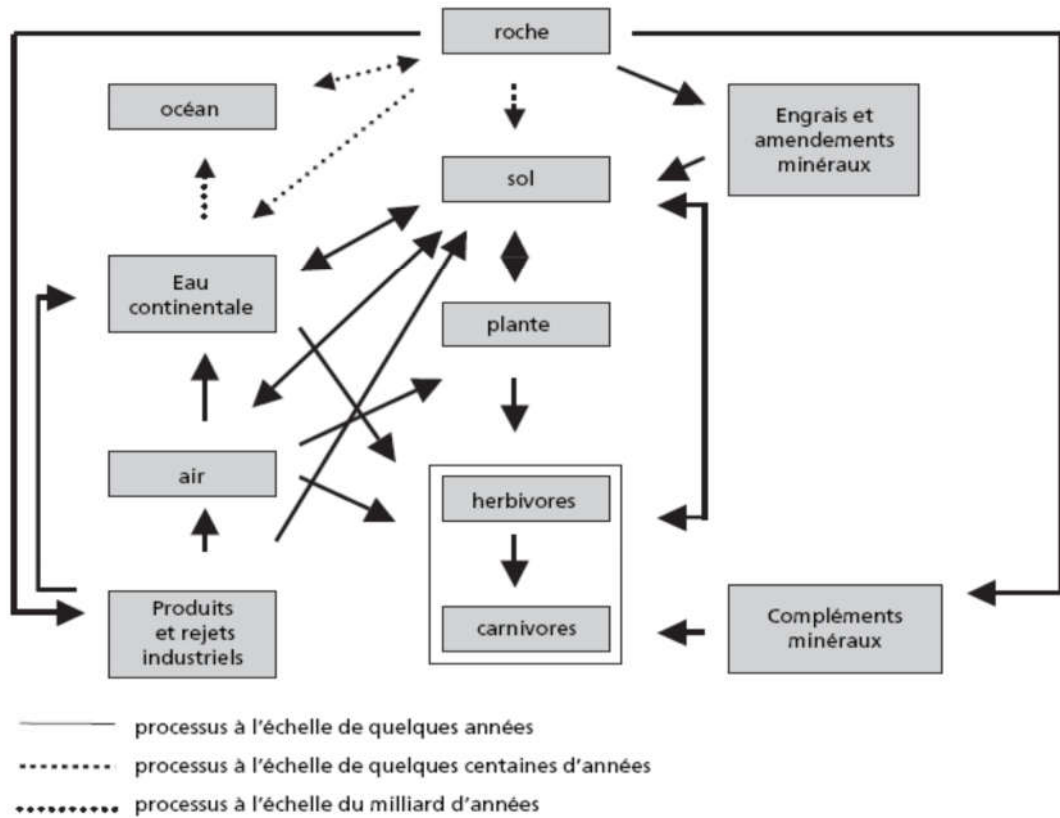 roche
océan
Engrais et
amendements
minéraux
sol
Eau
continentale
plante
air
herbivores
Produits
et rejets
industriels
carnivores
Compléments
minéraux
processus à l'échelle de quelques années
processus à l'échelle de quelques centaines d'années
processus à l'échelle du milliard d'années